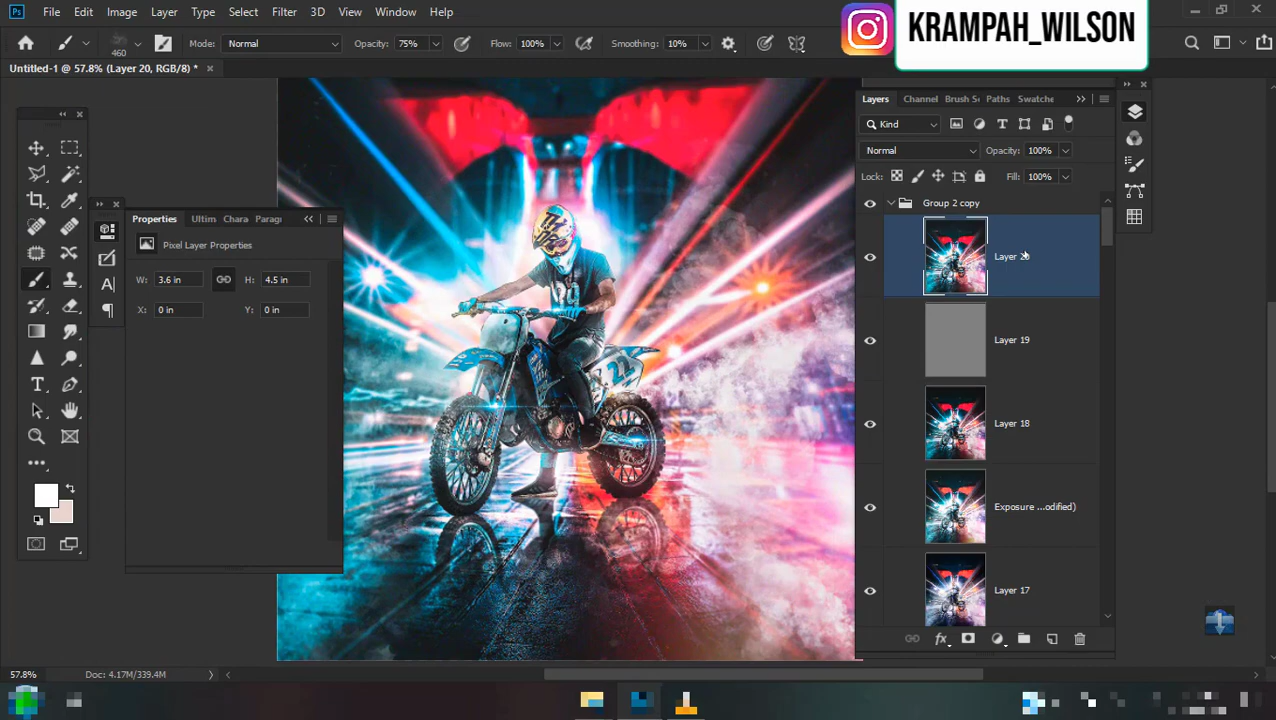 Ps File Edit Image Layer Type Select Filter 3D View Window Help
KRAMPAH_WILSON
460 Mode: Normal Opacity: 75% Flow: 100% Smoothing: 10%
Untitled-1 @ 57.8% (Layer 20, RGB/8) *
Layers Channel Brush S Paths Swatche
Kind
Normal Opacity: 100%
Lock: Fill: 100%
Group 2 copy
Properties Ultim Chara Paragi
Pixel Layer Properties
W: 3.6 in H: 4.5 in
X: 0 in Y: 0 in
Layer
Layer 19
22
Layer 18
Exposure ...odified)
Layer 17
57.8% Doc: 4.17M/339.4M